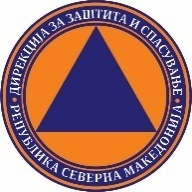 ДИРЕКЦИЈА ЗА ЗАШТИТА И СПАСУВАЊЕ
РЕПУБЛИКА СЕВЕРНА МАКЕДОНИЈА